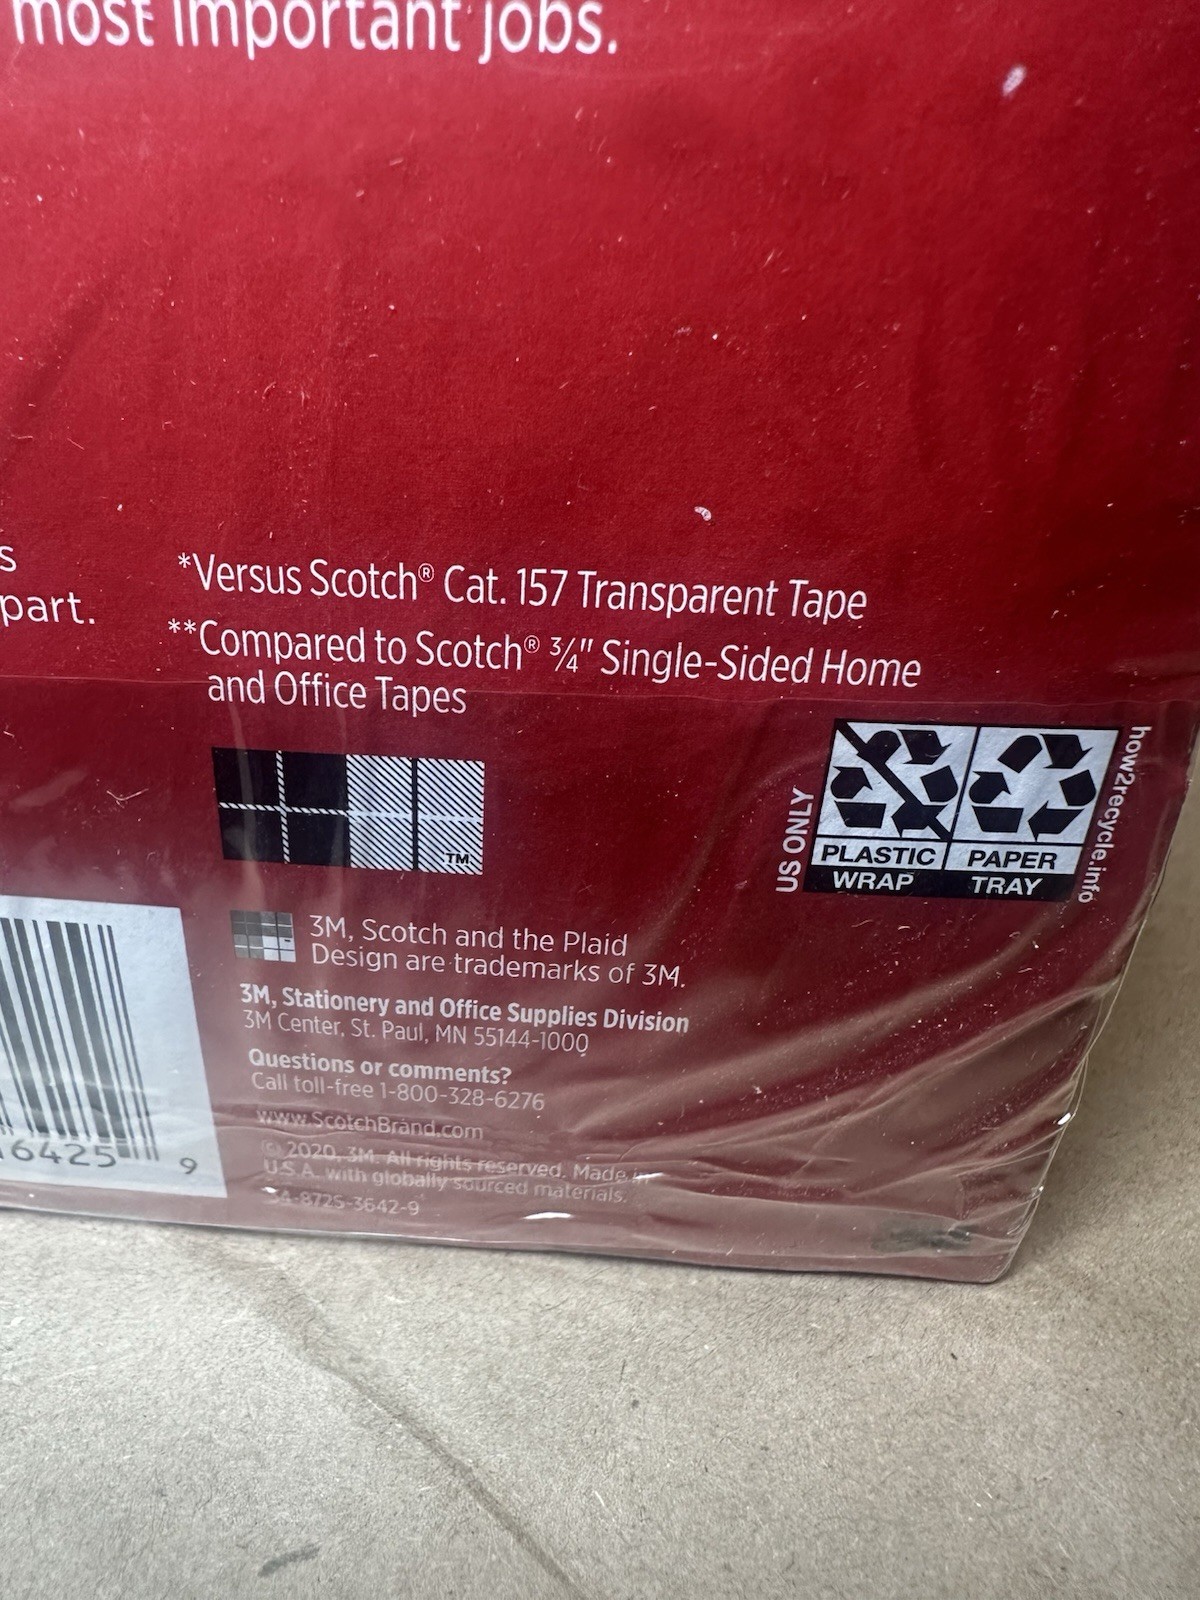 most important jobs.
s
part.
*Versus Scotch® Cat. 157 Transparent Tape
**Compared to Scotch® ¾" Single-Sided Home
and Office Tapes
TM
US ONLY
PLASTIC
WRAP
PAPER
TRAY
how2recycle.info
3M, Scotch and the Plaid
Design are trademarks of 3M.
3M, Stationery and Office Supplies Division
3M Center, St. Paul, MN 55144-1000
Questions or comments?
Call toll-free 1-800-328-6276
www.ScotchBrand.com
© 2020, 3M. All rights reserved. Made in
U.S.A. with globally sourced materials.
34-8725-3642-9
16425 9